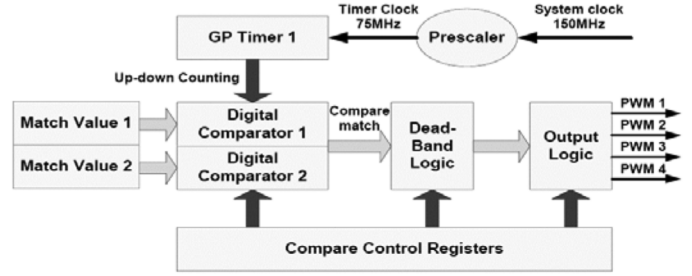 GP Timer 1
Timer Clock
75MHz
Prescaler
System clock
150MHz
Up-down Counting
Match Value 1
Match Value 2
Digital
Comparator 1
Digital
Comparator 2
Compare
match
Dead-
Band
Logic
Output
Logic
PWM 1
PWM 2
PWM 3
PWM 4
Compare Control Registers